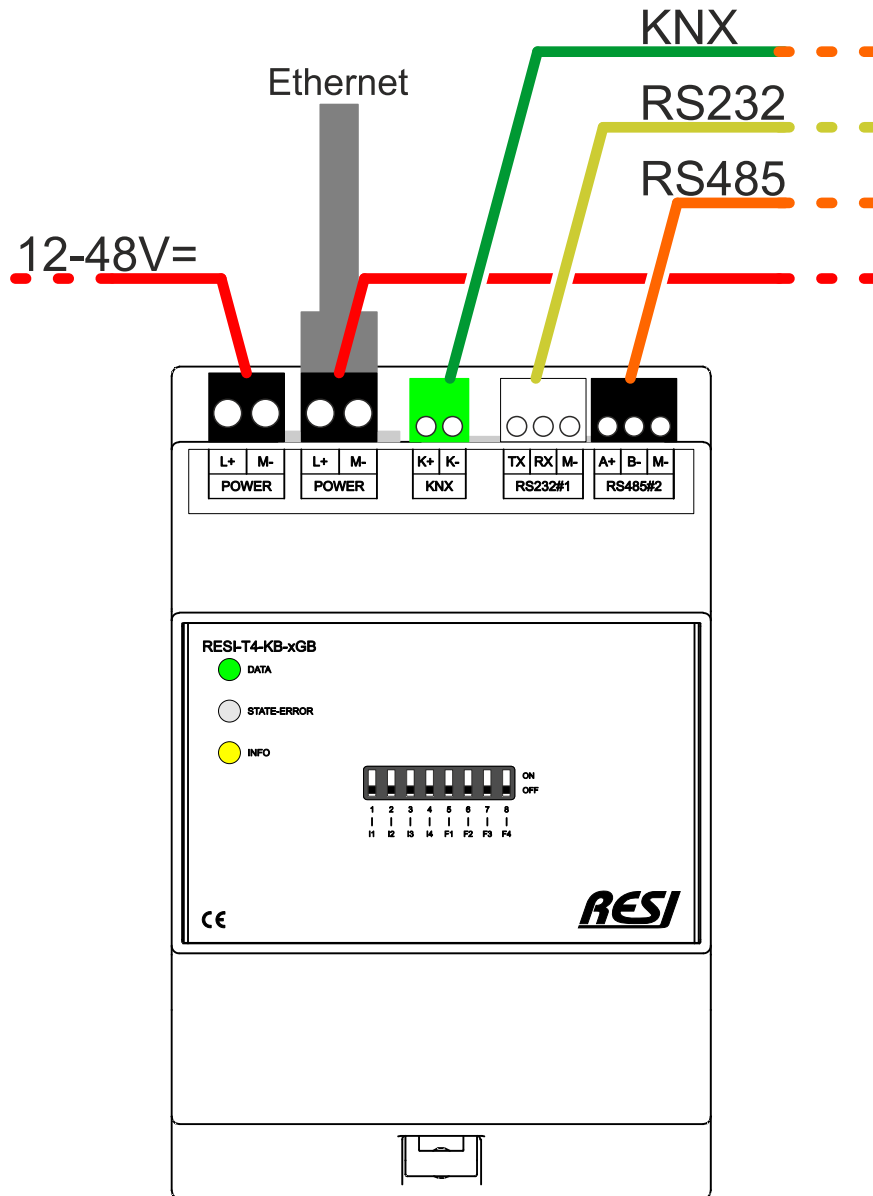 KNX
Ethernet
RS232
RS485
12-48V=
L+ M- L+ M- K+ K- TX RX M- A+ B- M-
POWER POWER KNX RS232#1 RS485#2
RESI-T4-KB-xGB
DATA
STATE-ERROR
INFO
ON
OFF
1 2 3 4 5 6 7 8
I1 I2 I3 I4 F1 F2 F3 F4
CE
RESI